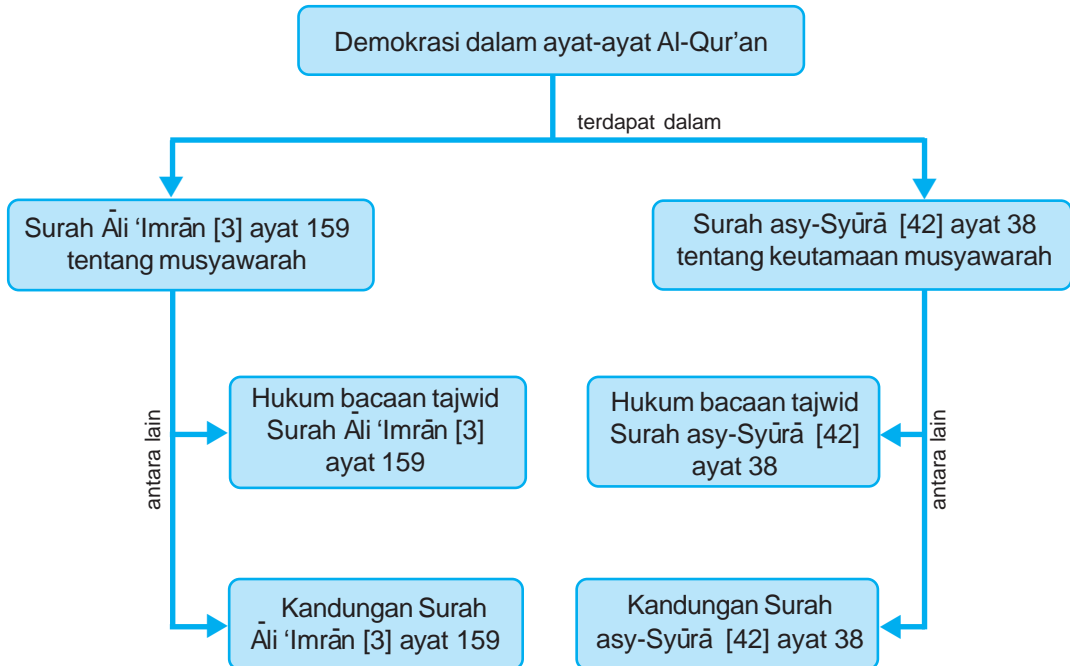 Demokrasi dalam ayat-ayat Al-Qur'an
terdapat dalam
Surah Āli ‘Imrān [3] ayat 159
tentang musyawarah
Surah asy-Syūrā [42] ayat 38
tentang keutamaan musyawarah
antara lain
Hukum bacaan tajwid
Surah Āli ‘Imrān [3]
ayat 159
Hukum bacaan tajwid
Surah asy-Syūrā [42]
ayat 38
antara lain
Kandungan Surah
Āli ‘Imrān [3] ayat 159
Kandungan Surah
asy-Syūrā [42] ayat 38